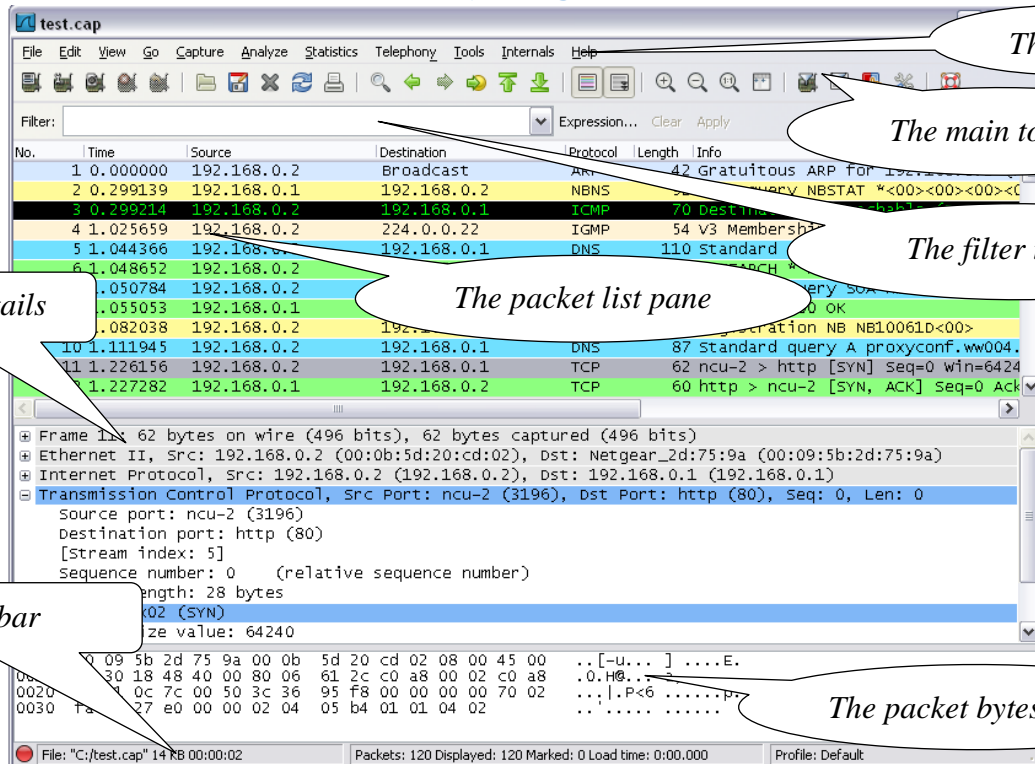 test.cap
File Edit View Go Capture Analyze Statistics Telephony Tools Internals Help
The main to
Filter: Expression... Clear Apply
No. Time Source Destination Protocol Length Info
1 0.000000 192.168.0.2 Broadcast ARP 42 Gratuitous ARP for 192.168.0.2
2 0.299139 192.168.0.1 192.168.0.2 NBNS NBSTAT *<00><00><00><0
3 0.299214 192.168.0.2 192.168.0.1 ICMP 70
4 1.025659 192.168.0.2 224.0.0.22 IGMP 54 V3
5 1.044366 192.168.0.2 192.168.0.1 DNS 110 Standard
The filter
6 1.048652 192.168.0.2 *
1.050784 192.168.0.2 SOA
ails
The packet list pane
1.055053 192.168.0.1 OK
1.082038 192.168.0.2 NB NB10061D<00>
10 1.111945 192.168.0.2 192.168.0.1 DNS 87 Standard query A proxyconf.ww004.
11 1.226156 192.168.0.2 192.168.0.1 TCP 62 ncu-2 > http [SYN] Seq=0 Win=6424
1.227282 192.168.0.1 192.168.0.2 TCP 60 http > ncu-2 [SYN, ACK] Seq=0 Ack
Frame 11: 62 bytes on wire (496 bits), 62 bytes captured (496 bits)
Ethernet II, Src: 192.168.0.2 (00:0b:5d:20:cd:02), Dst: Netgear_2d:75:9a (00:09:5b:2d:75:9a)
Internet Protocol, Src: 192.168.0.2 (192.168.0.2), Dst: 192.168.0.1 (192.168.0.1)
Transmission Control Protocol, Src Port: ncu-2 (3196), Dst Port: http (80), Seq: 0, Len: 0
Source port: ncu-2 (3196)
Destination port: http (80)
[Stream index: 5]
Sequence number: 0 (relative sequence number)
ength: 28 bytes
x02 (SYN)
bar
ize value: 64240
09 5b 2d 75 9a 00 0b 5d 20 cd 02 08 00 45 00 ..[-u... ] ....E.
30 18 48 40 00 80 06 61 2c c0 a8 00 02 c0 a8 .0.H@...
0020 0c 7c 00 50 3c 36 95 f8 00 00 00 00 70 02 ...|.P<6 ......p.
0030 27 e0 00 00 02 04 05 b4 01 01 04 02 ..'..... ......
The packet bytes
File: "C:/test.cap" 14 KB 00:00:02 Packets: 120 Displayed: 120 Marked: 0 Load time: 0:00.000 Profile: Default